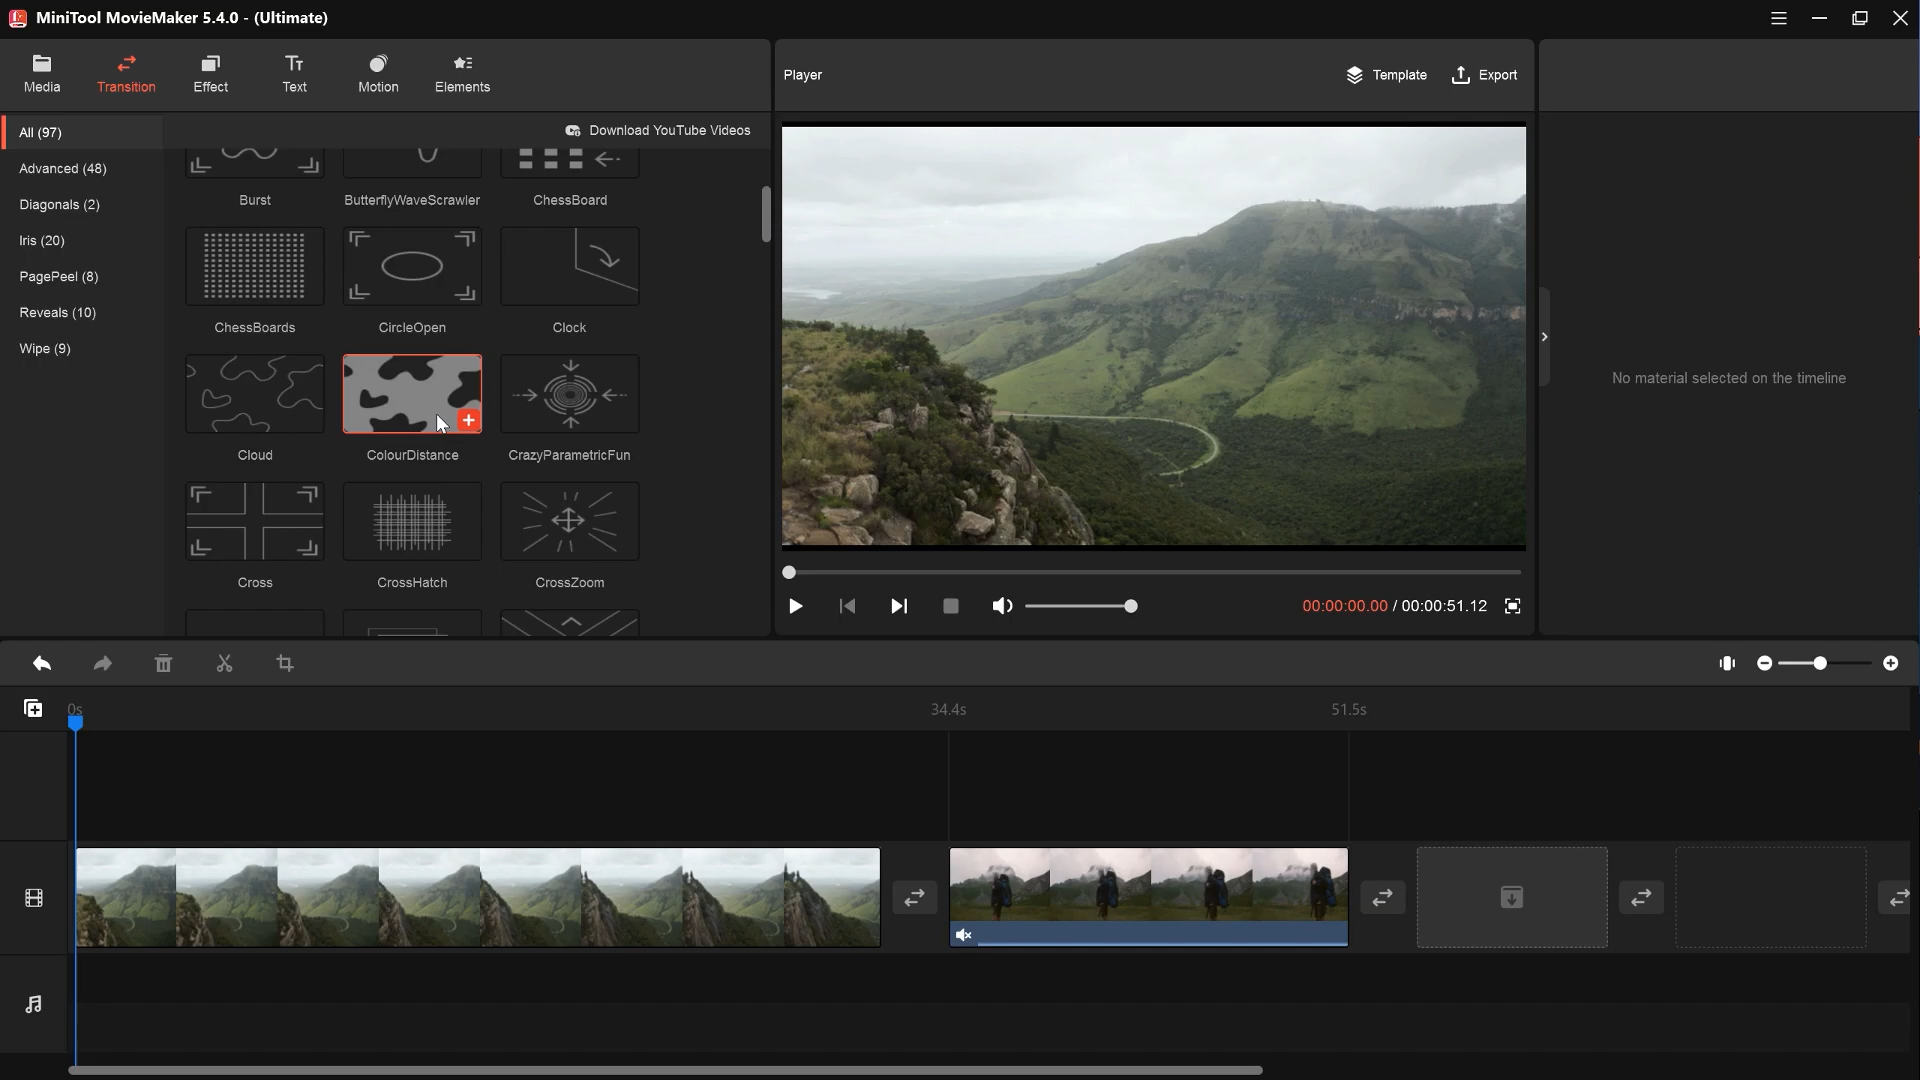 MiniTool MovieMaker 5.4.0 - (Ultimate)
Media
Transition
Effect
Text
Motion
Elements
Player
Template
Export
All (97)
Download YouTube Videos
Advanced (48)
Diagonals (2)
Iris (20)
PagePeel (8)
Reveals (10)
Wipe (9)
Burst
ButterflyWaveScrawler
ChessBoard
ChessBoards
CircleOpen
Clock
Cloud
ColourDistance
CrazyParametricFun
Cross
CrossHatch
CrossZoom
No material selected on the timeline
00:00:00.00 / 00:00:51.12
0s
34.4s
51.5s